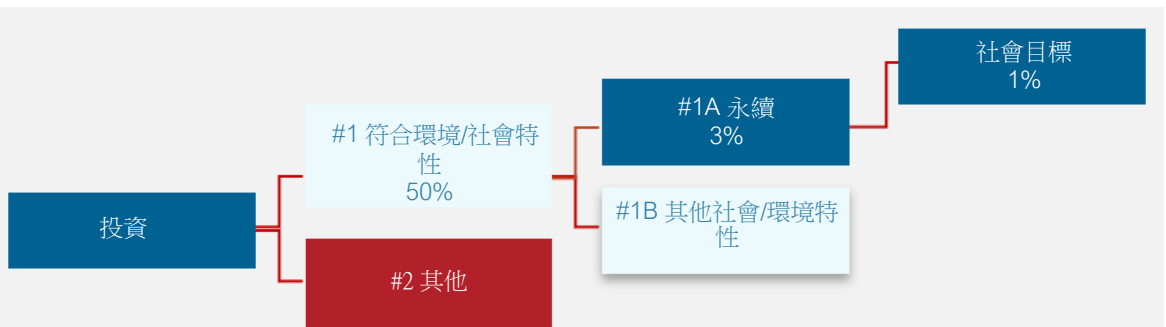 社會目標
1%
#1A 永續
3%
#1 符合環境/社會特
性
50%
#1B 其他社會/環境特
性
投資
#2 其他